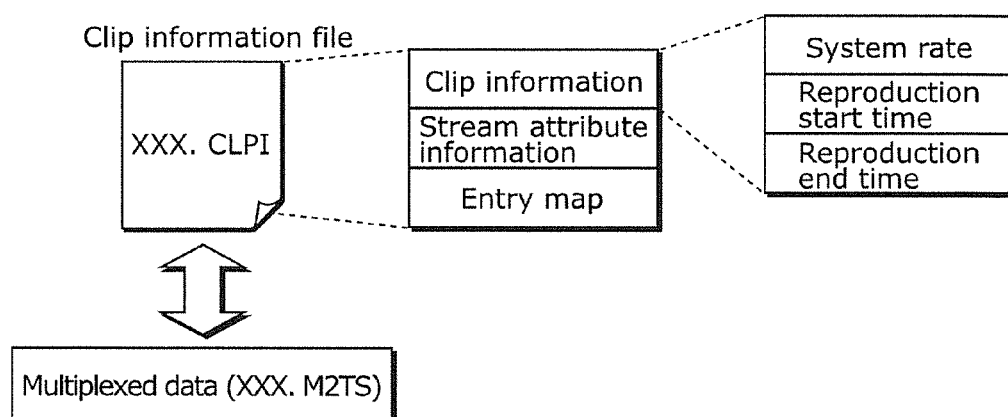 Clip information file
XXX. CLPI
Clip information
Stream attribute
information
Entry map
System rate
Reproduction
start time
Reproduction
end time
Multiplexed data (XXX. M2TS)